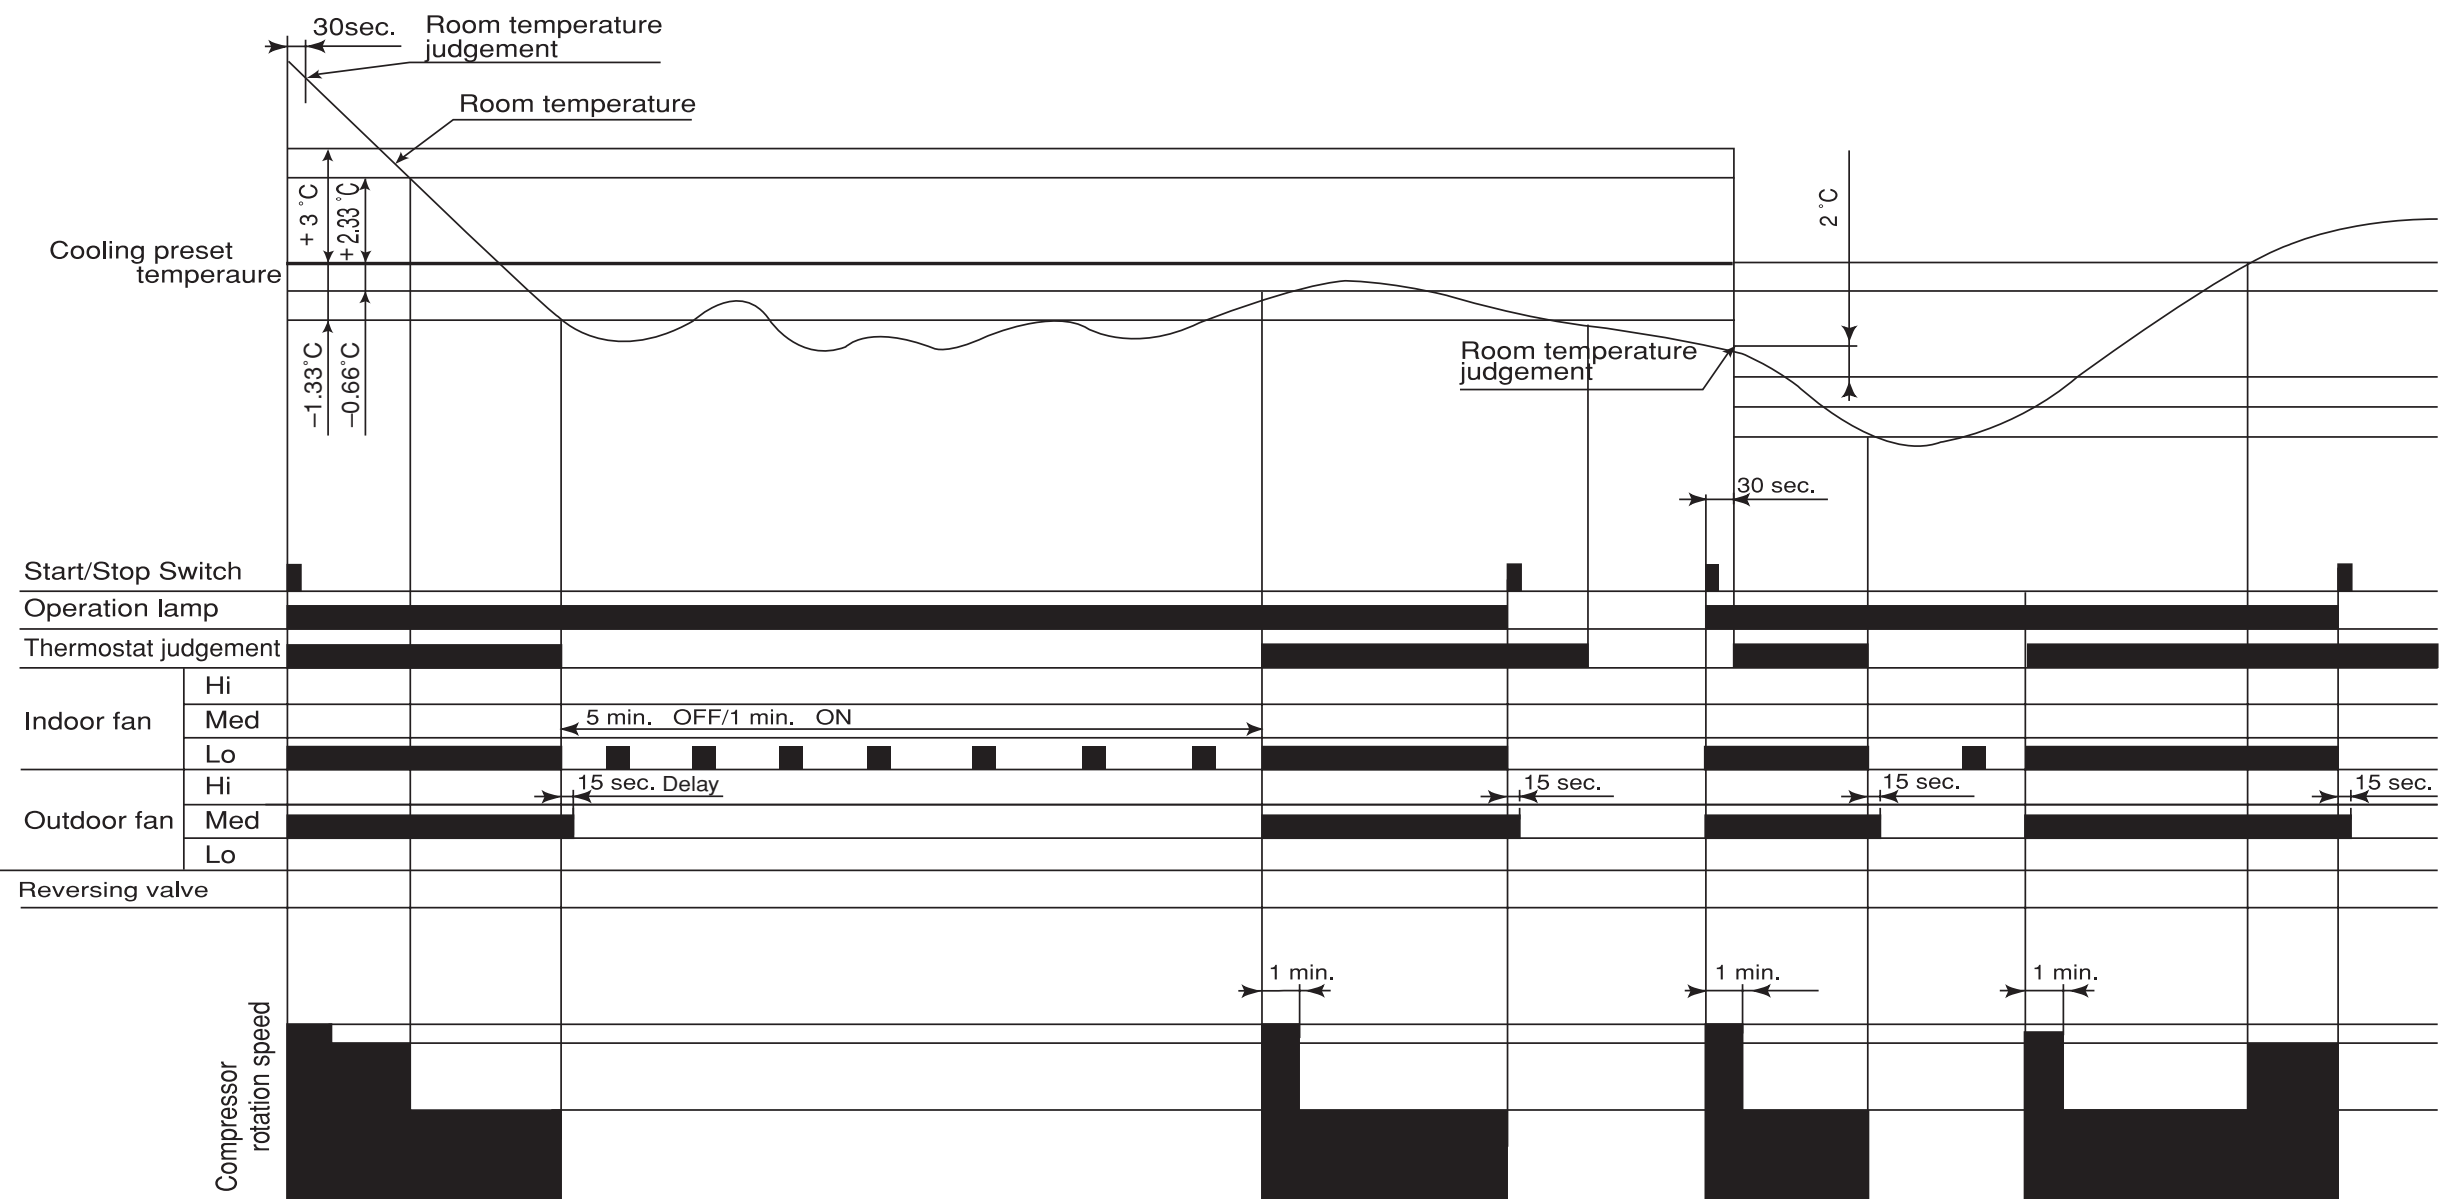 30sec.
Room temperature
judgement
Room temperature
+ 3 ˚C
+2.33 ˚C
2 ˚C
Cooling preset
temperaure
−1.33˚C
−0.66˚C
Room temperature
judgement
30 sec.
Start/Stop Switch
Operation lamp
Thermostat judgement
Indoor fan
Hi
Med
5 min. OFF/1 min. ON
Lo
Outdoor fan
Hi
15 sec. Delay
15 sec.
15 sec.
15 sec.
Med
Lo
Reversing valve
1 min.
1 min.
1 min.
Compressor
rotation speed